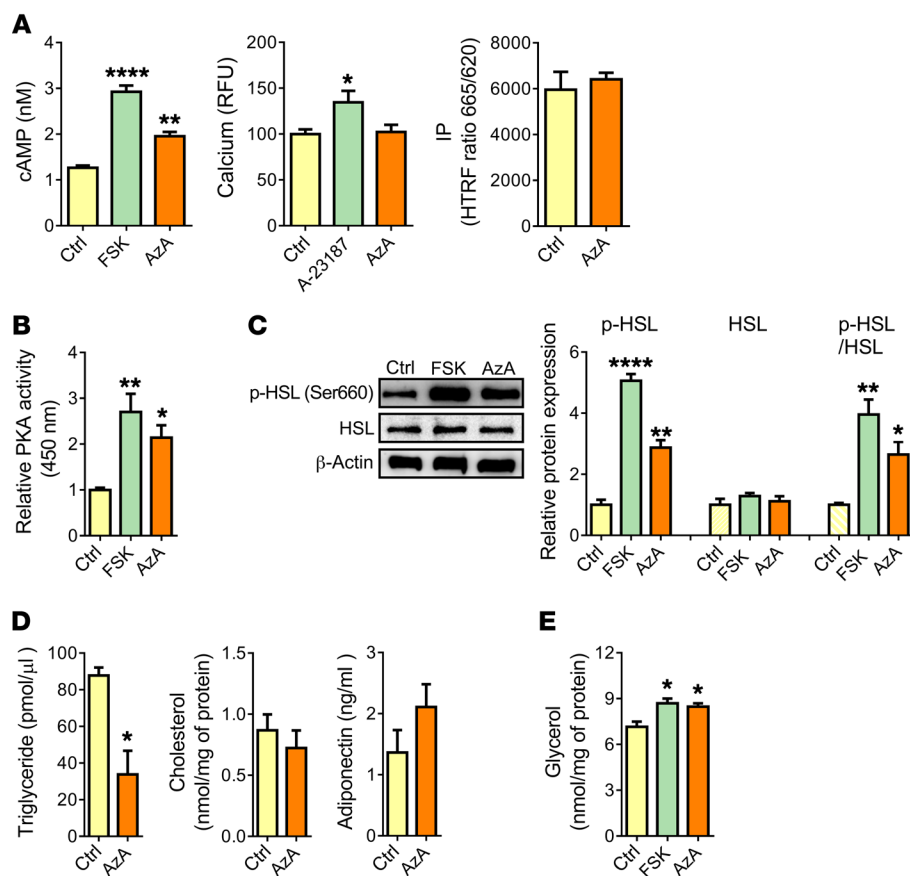 A
cAMP (nM)
4
3
2
1
0
****
**
Ctrl
FSK
AzA
Calcium (RFU)
200
150
100
50
0
*
Ctrl
A-23187
AzA
IP
(HTRF ratio 665/620)
8000
6000
4000
2000
0
Ctrl
AzA
B
Relative PKA activity
(450 nm)
4
3
2
1
0
**
*
Ctrl
FSK
AzA
C
Ctrl FSK AzA
p-HSL (Ser660)
HSL
β-Actin
Relative protein expression
6
4
2
0
p-HSL
HSL
p-HSL
/HSL
****
**
**
*
Ctrl
FSK
AzA
Ctrl
FSK
AzA
Ctrl
FSK
AzA
D
Triglyceride (pmol/µl)
100
80
60
40
20
0
*
Ctrl
AzA
Cholesterol
(nmol/mg of protein)
1.5
1.0
0.5
0.0
Ctrl
AzA
Adiponectin (ng/ml)
3
2
1
0
Ctrl
AzA
E
Glycerol
(nmol/mg of protein)
12
9
6
3
0
*
*
Ctrl
FSK
AzA